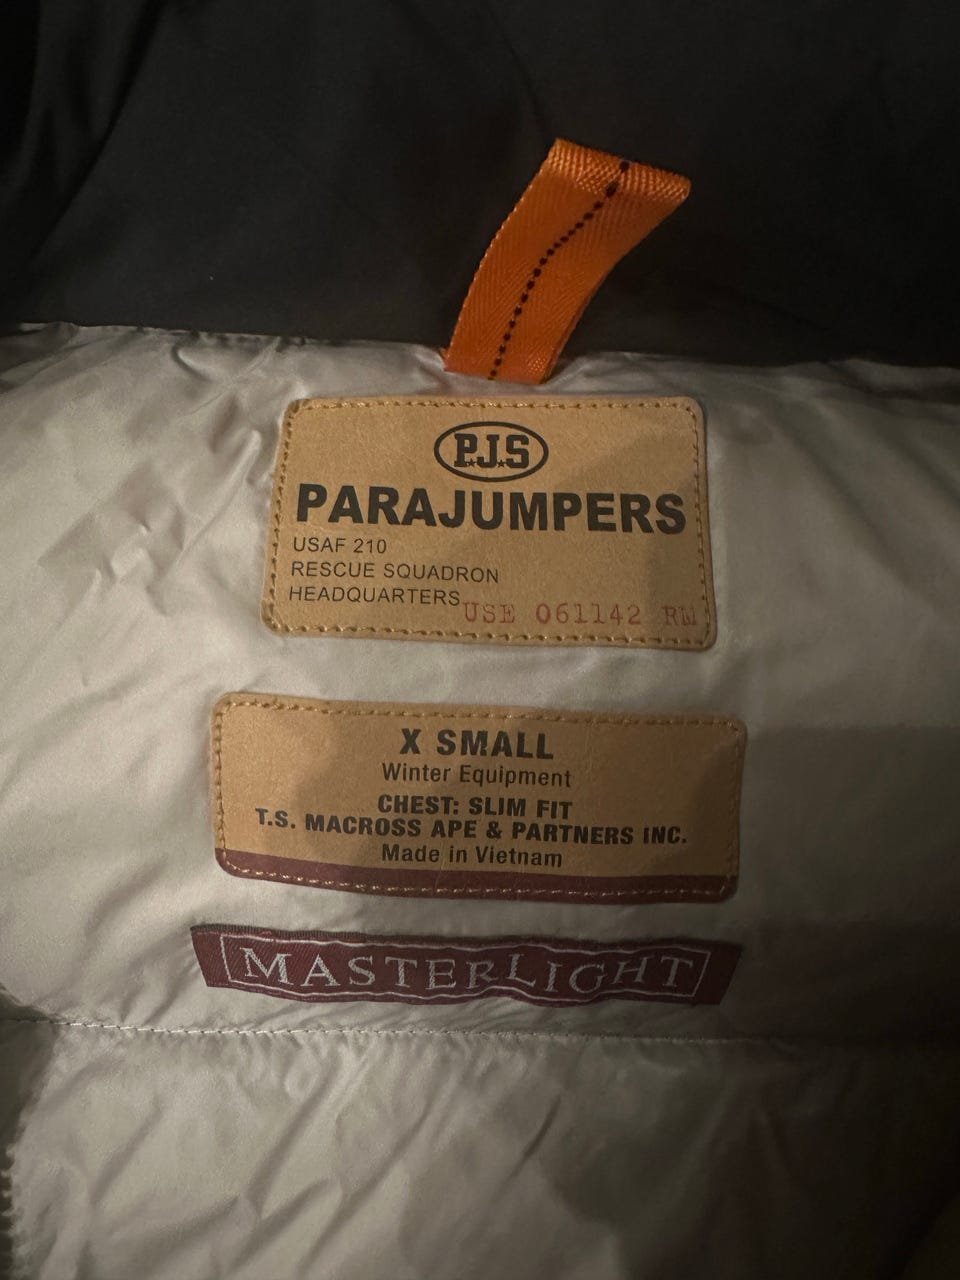 P.J.S
PARAJUMPERS
USAF 210
RESCUE SQUADRON
HEADQUARTERS
USE 061142 RM
X SMALL
Winter Equipment
CHEST: SLIM FIT
T.S. MACROSS APE & PARTNERS INC.
Made in Vietnam
MASTERLIGHT